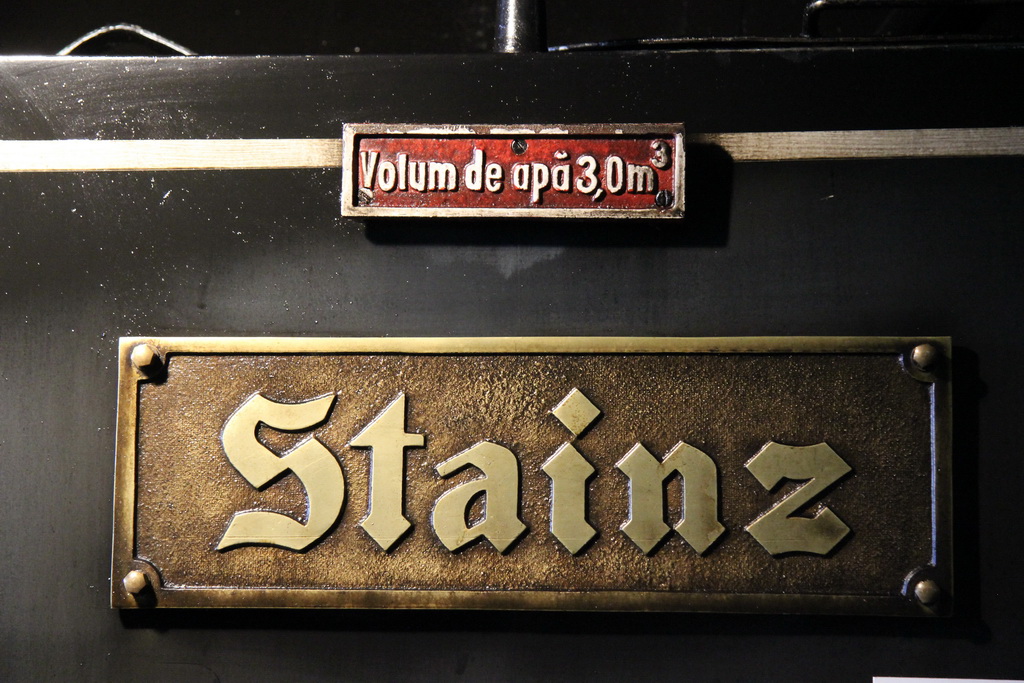 Volum de apă 3,0m³
Stainz